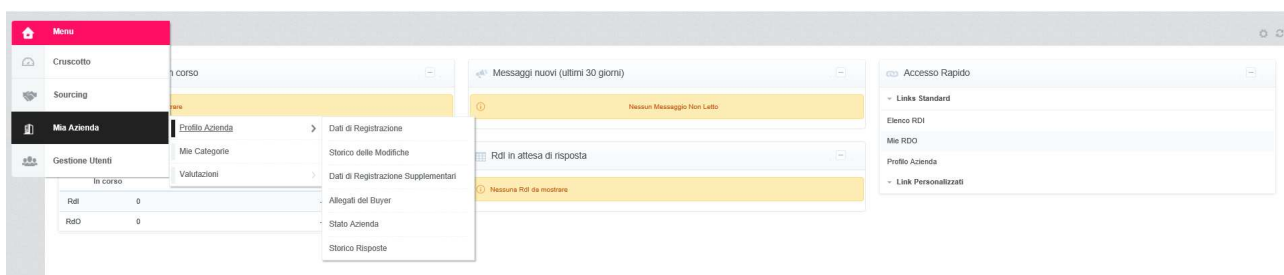 Menu
Cruscotto
Sourcing
Mia Azienda
Gestione Utenti
Profilo Azienda
Mie Categorie
Valutazioni
Dati di Registrazione
Storico delle Modifiche
Dati di Registrazione Supplementari
Allegati del Buyer
Stato Azienda
Storico Risposte
corso
In corso
RdI 0
RdO 0
Messaggi nuovi (ultimi 30 giorni)
Nessun Messaggio Non Letto
RdI in attesa di risposta
Nessuna RdI da mostrare
Accesso Rapido
Links Standard
Elenco RDI
Mie RDO
Profilo Azienda
Link Personalizzati